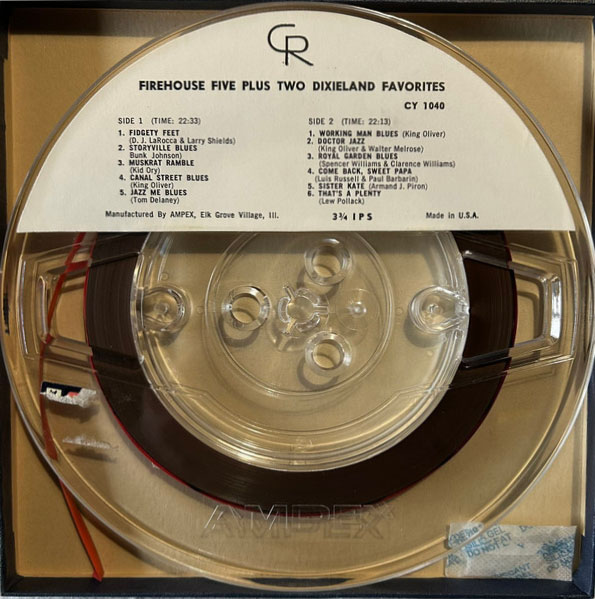 CR
FIREHOUSE FIVE PLUS TWO DIXIELAND FAVORITES
CY 1040
SIDE 1 (TIME: 22:33)
1. FIDGETY FEET
(D. J. LaRocca & Larry Shields)
2. STORYVILLE BLUES
Bunk Johnson)
3. MUSKRAT RAMBLE
(Kid Ory)
4. CANAL STREET BLUES
(King Oliver)
5. JAZZ ME BLUES
(Tom Delaney)
SIDE 2 (TIME: 22:13)
1. WORKING MAN BLUES (King Oliver)
2. DOCTOR JAZZ
(King Oliver & Walter Melrose)
3. ROYAL GARDEN BLUES
(Spencer Williams & Clarence Williams)
4. COME BACK, SWEET PAPA
(Luis Russell & Paul Barbarin)
5. SISTER KATE (Armand J. Piron)
6. THAT'S A PLENTY
(Lew Pollack)
Manufactured By AMPEX, Elk Grove Village, Ill. 3¾ IPS Made in U.S.A.
AMPEX
DO NOT EAT